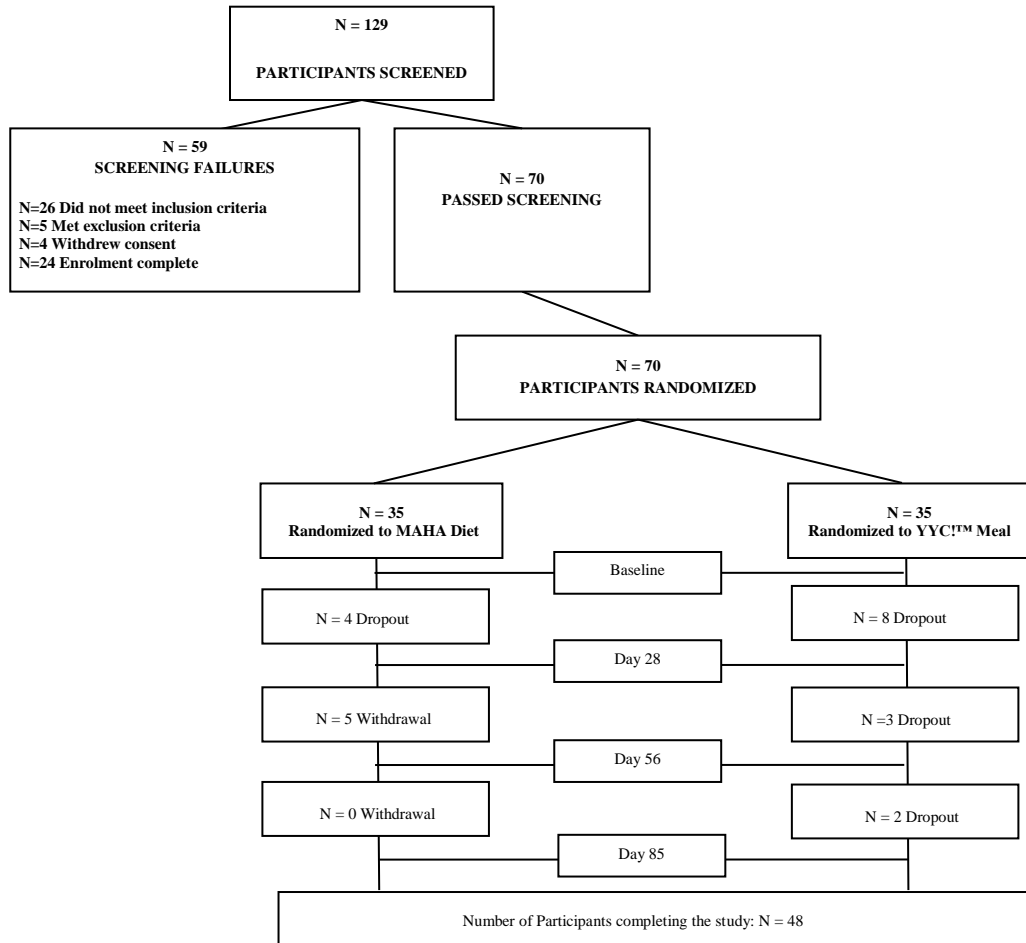 N = 129
PARTICIPANTS SCREENED
N = 59
SCREENING FAILURES
N=26 Did not meet inclusion criteria
N=5 Met exclusion criteria
N=4 Withdrew consent
N=24 Enrolment complete
N = 70
PASSED SCREENING
N = 70
PARTICIPANTS RANDOMIZED
N = 35
Randomized to MAHA Diet
N = 35
Randomized to YYC!™ Meal
Baseline
N = 4 Dropout
N = 8 Dropout
Day 28
N = 5 Withdrawal
N =3 Dropout
Day 56
N = 0 Withdrawal
N = 2 Dropout
Day 85
Number of Participants completing the study: N = 48